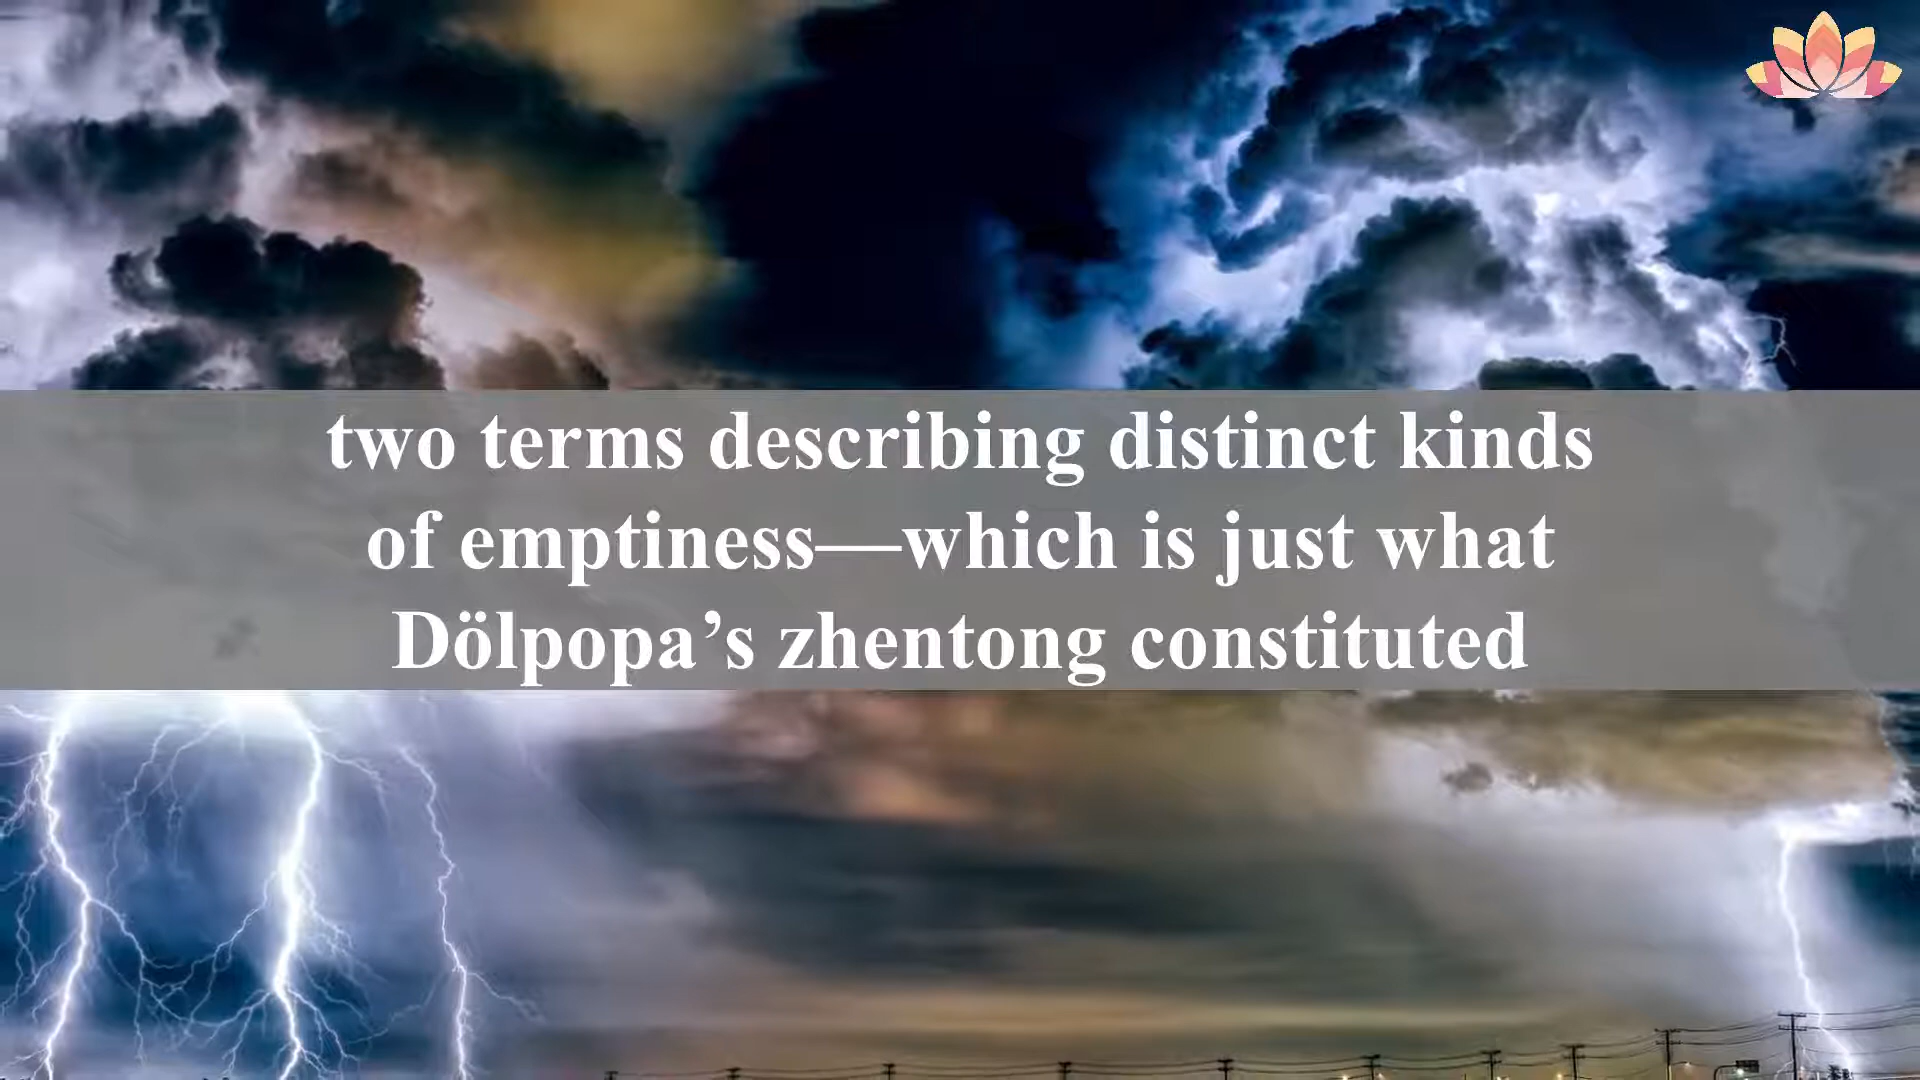 two terms describing distinct kinds
of emptiness—which is just what
Dölpopa’s zhentong constituted